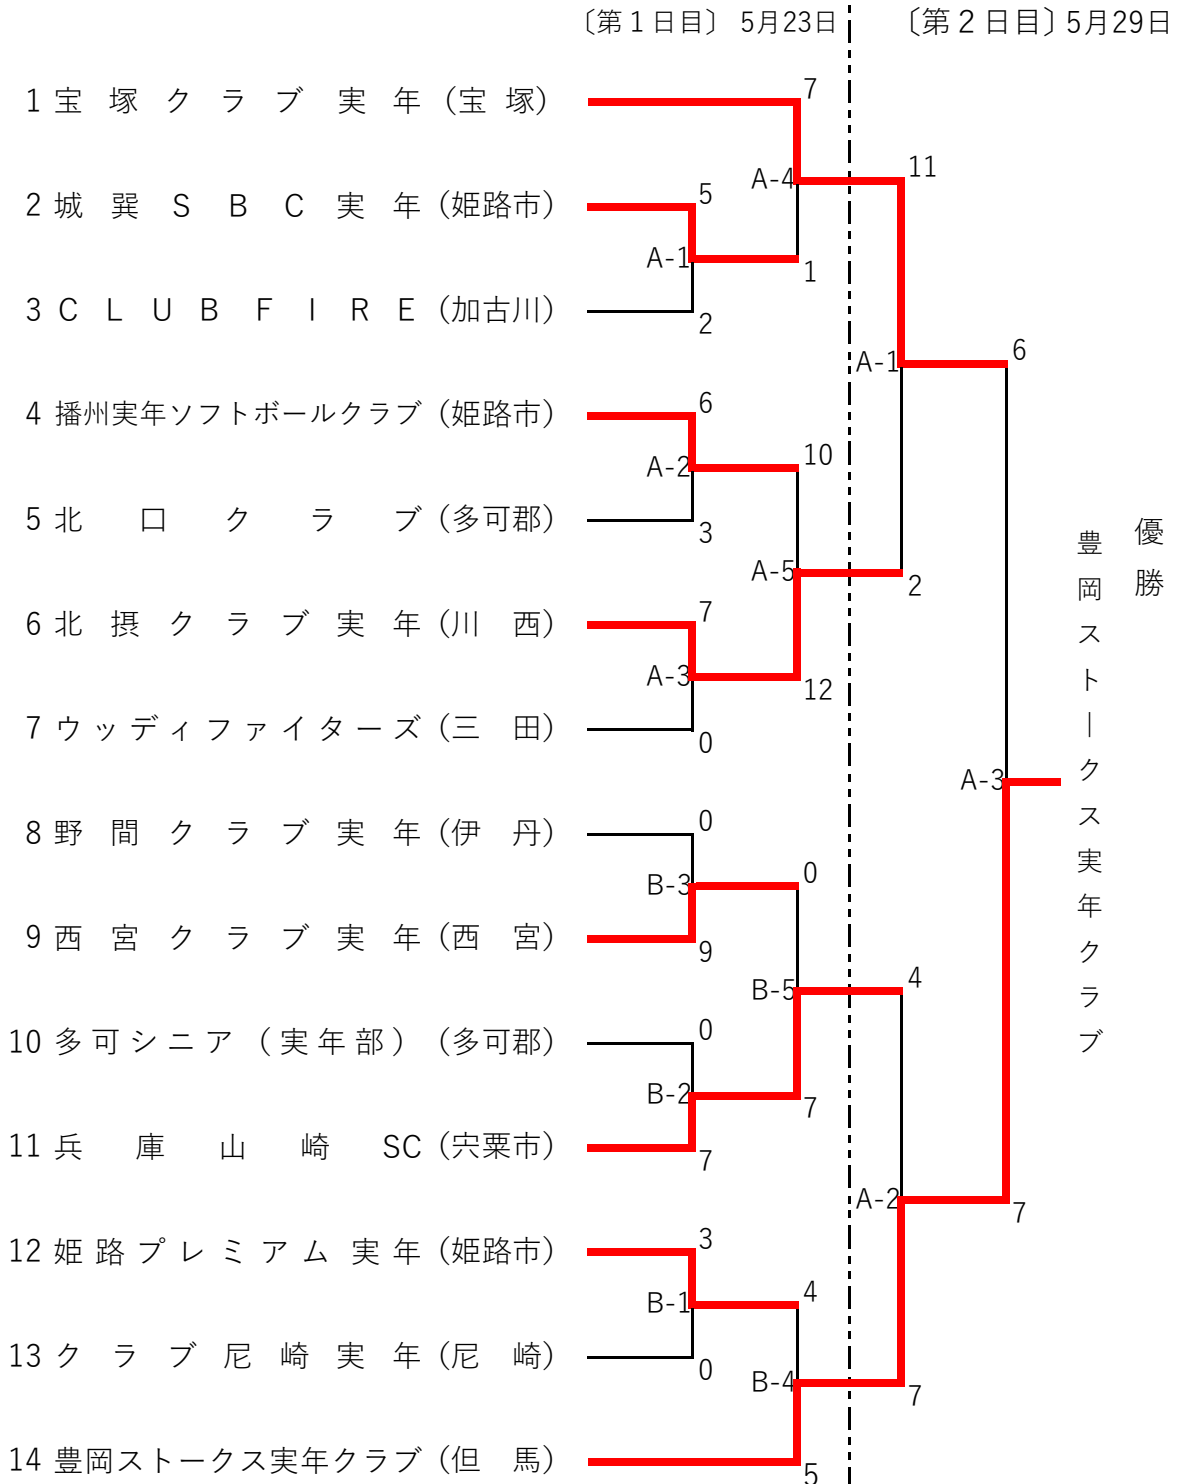 〔第１日目〕 5月23日
〔第２日目〕5月29日
1 宝塚クラブ実年（宝塚）
7
A-4
11
2 城巽ＳＢＣ実年（姫路市）
5
A-1
1
3 ＣＬＵＢＦＩＲＥ（加古川）
2
A-1
6
4 播州実年ソフトボールクラブ（姫路市）
6
A-2
10
5 北口クラブ（多可郡）
3
A-5
2
6 北摂クラブ実年（川西）
7
A-3
12
7 ウッディファイターズ（三田）
0
優勝
豊岡ストークス実年クラブ
A-3
8 野間クラブ実年（伊丹）
0
B-3
0
9 西宮クラブ実年（西宮）
9
B-5
4
10 多可シニア（実年部）（多可郡）
0
B-2
7
11 兵庫山崎SC（宍粟市）
7
A-2
7
12 姫路プレミアム実年（姫路市）
3
B-1
4
13 クラブ尼崎実年（尼崎）
0
B-4
7
14 豊岡ストークス実年クラブ（但馬）
5